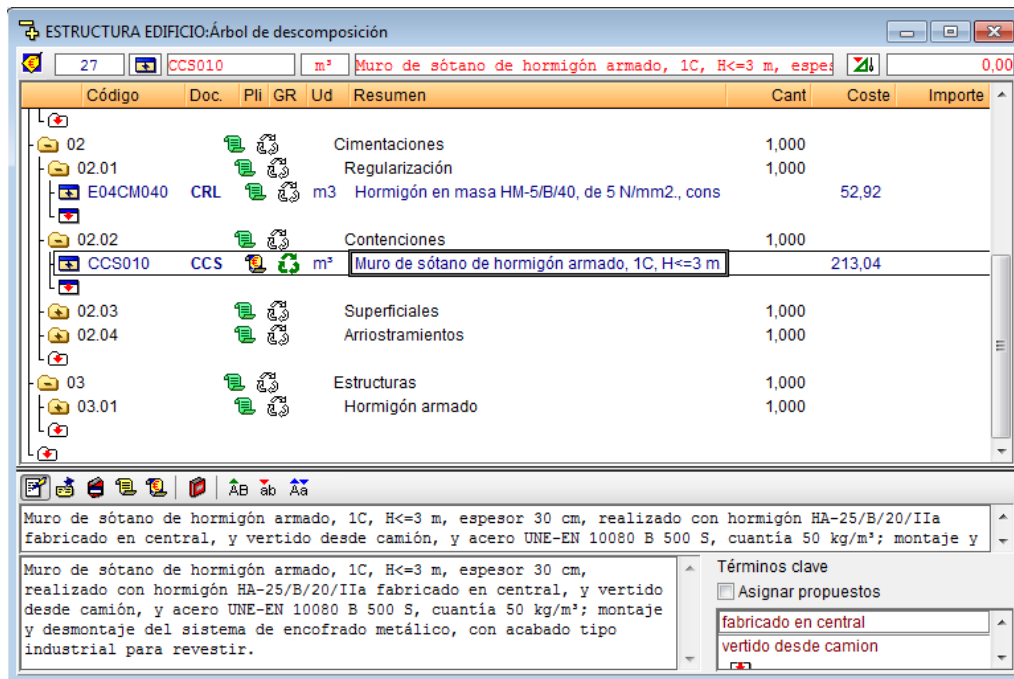 ESTRUCTURA EDIFICIO:Árbol de descomposición
27 CCS010 m³ Muro de sótano de hormigón armado, 1C, H<=3 m, espes 0,00
Código Doc. Pli GR Ud Resumen Cant Coste Importe
02 Cimentaciones 1,000
02.01 Regularización 1,000
E04CM040 CRL m3 Hormigón en masa HM-5/B/40, de 5 N/mm2., cons 52,92
02.02 Contenciones 1,000
CCS010 CCS m³ Muro de sótano de hormigón armado, 1C, H<=3 m 213,04
02.03 Superficiales 1,000
02.04 Arriostramientos 1,000
03 Estructuras 1,000
03.01 Hormigón armado 1,000
ÂB ab Aä
Muro de sótano de hormigón armado, 1C, H<=3 m, espesor 30 cm, realizado con hormigón HA-25/B/20/IIa
fabricado en central, y vertido desde camión, y acero UNE-EN 10080 B 500 S, cuantía 50 kg/m³; montaje y
Muro de sótano de hormigón armado, 1C, H<=3 m, espesor 30 cm,
realizado con hormigón HA-25/B/20/IIa fabricado en central, y vertido
desde camión, y acero UNE-EN 10080 B 500 S, cuantía 50 kg/m³; montaje
y desmontaje del sistema de encofrado metálico, con acabado tipo
industrial para revestir.
Términos clave
Asignar propuestos
fabricado en central
vertido desde camion